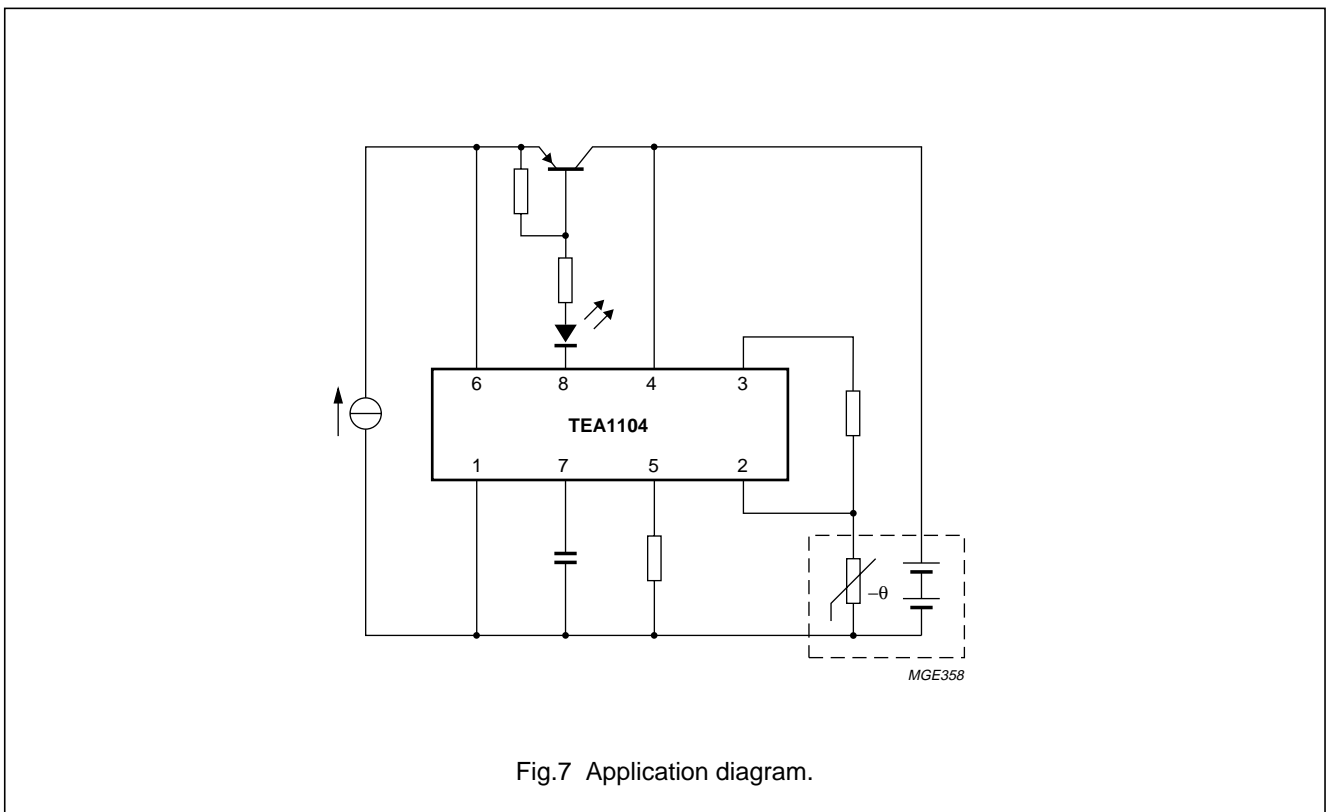 6 8 4 3
TEA1104
1 7 5 2
–θ
MGE358
Fig.7 Application diagram.